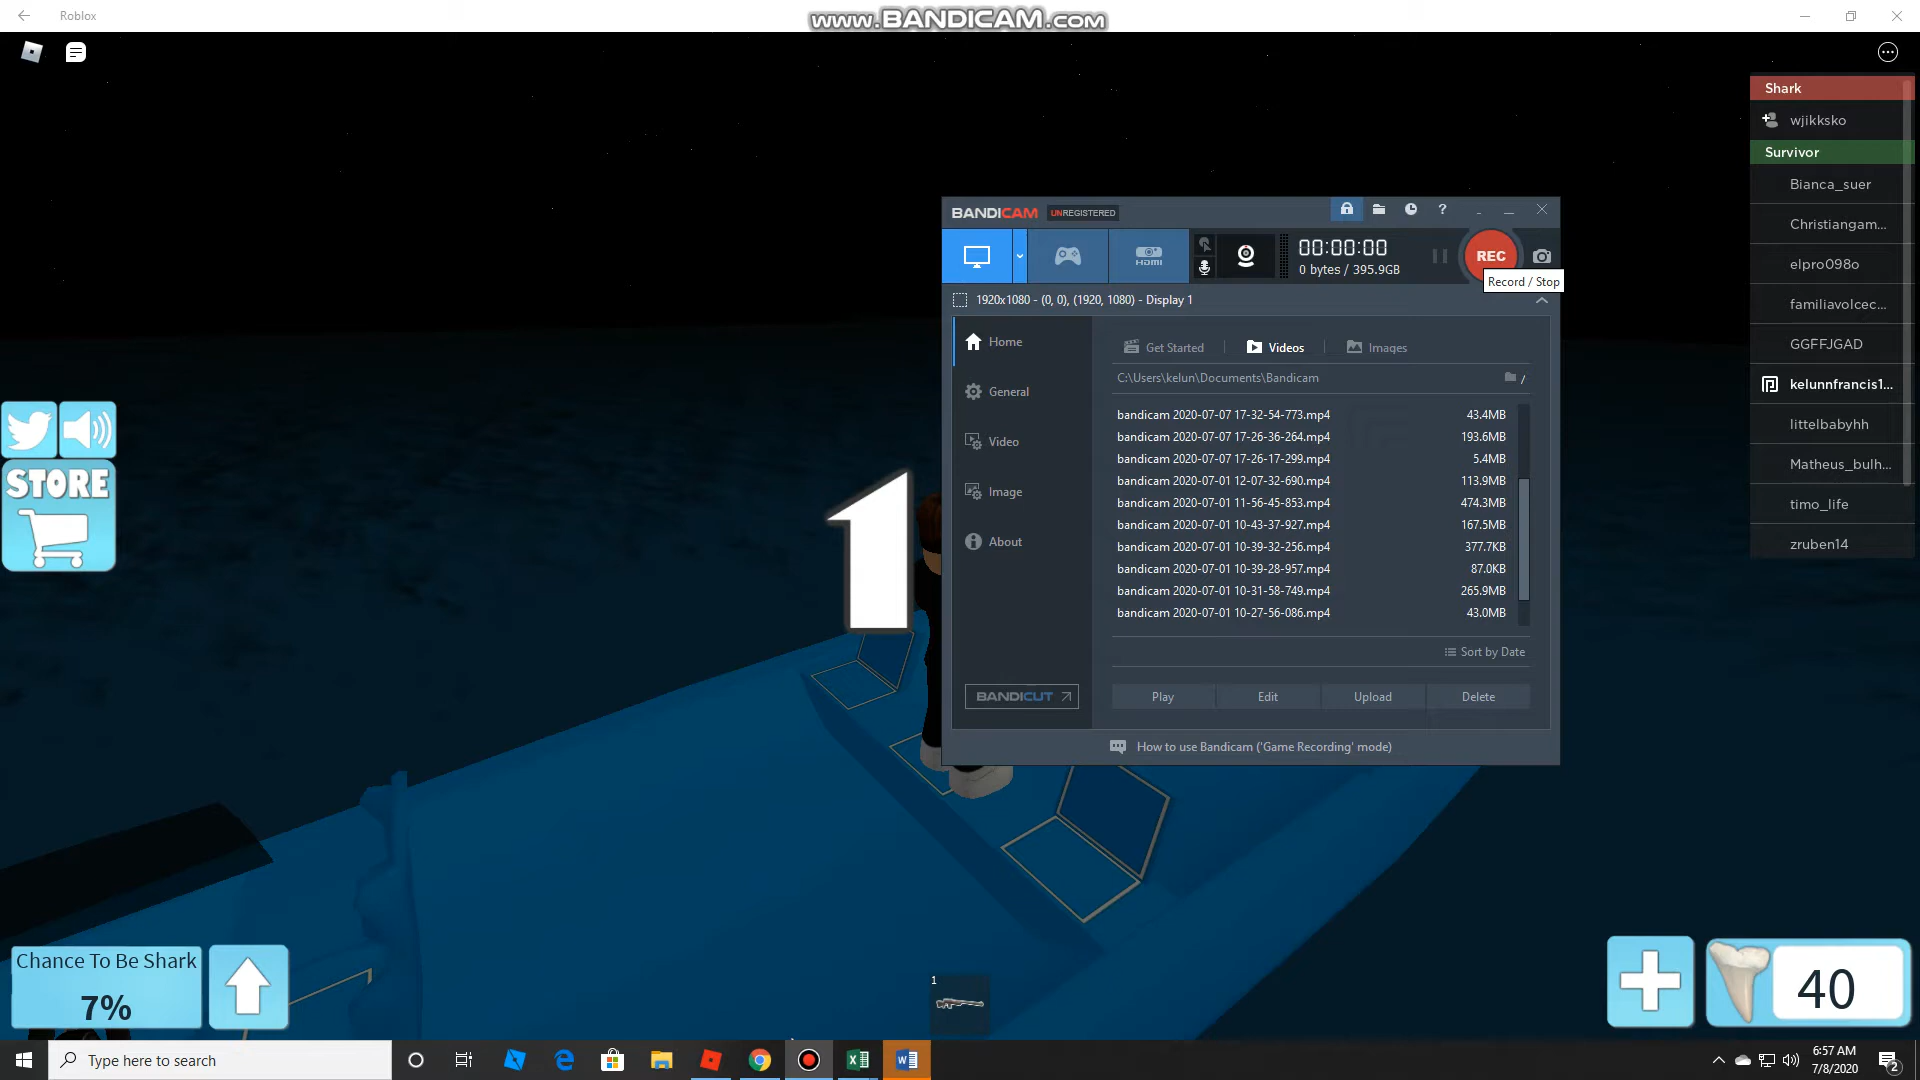 Roblox
www.BANDICAM.com
Shark
wjikksko
Survivor
Bianca_suer
Christiangam...
elpro098o
familiavolcec...
GGFFJGAD
kelunnfrancis1...
littelbabyhh
Matheus_bulh...
timo_life
zruben14
BANDICAM UNREGISTERED
?
HDMI
00:00:00
0 bytes / 395.9GB
REC
Record / Stop
1920x1080 - (0, 0), (1920, 1080) - Display 1
Home
General
Video
Image
About
BANDICUT
Get Started
Videos
Images
C:\Users\kelun\Documents\Bandicam
/
bandicam 2020-07-07 17-32-54-773.mp4 43.4MB
bandicam 2020-07-07 17-26-36-264.mp4 193.6MB
bandicam 2020-07-07 17-26-17-299.mp4 5.4MB
bandicam 2020-07-01 12-07-32-690.mp4 113.9MB
bandicam 2020-07-01 11-56-45-853.mp4 474.3MB
bandicam 2020-07-01 10-43-37-927.mp4 167.5MB
bandicam 2020-07-01 10-39-32-256.mp4 377.7KB
bandicam 2020-07-01 10-39-28-957.mp4 87.0KB
bandicam 2020-07-01 10-31-58-749.mp4 265.9MB
bandicam 2020-07-01 10-27-56-086.mp4 43.0MB
Sort by Date
Play
Edit
Upload
Delete
How to use Bandicam ('Game Recording' mode)
STORE
1
Chance To Be Shark
7%
1
40
Type here to search
6:57 AM
7/8/2020
2